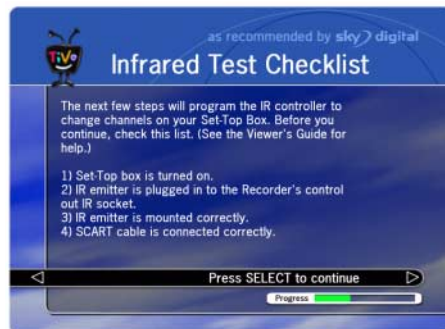 as recommended by sky digital
TiVo
Infrared Test Checklist
The next few steps will program the IR controller to
change channels on your Set-Top Box. Before you
continue, check this list. (See the Viewer's Guide for
help.)
1) Set-Top box is turned on.
2) IR emitter is plugged in to the Recorder's control
out IR socket.
3) IR emitter is mounted correctly.
4) SCART cable is connected correctly.
Press SELECT to continue
Progress